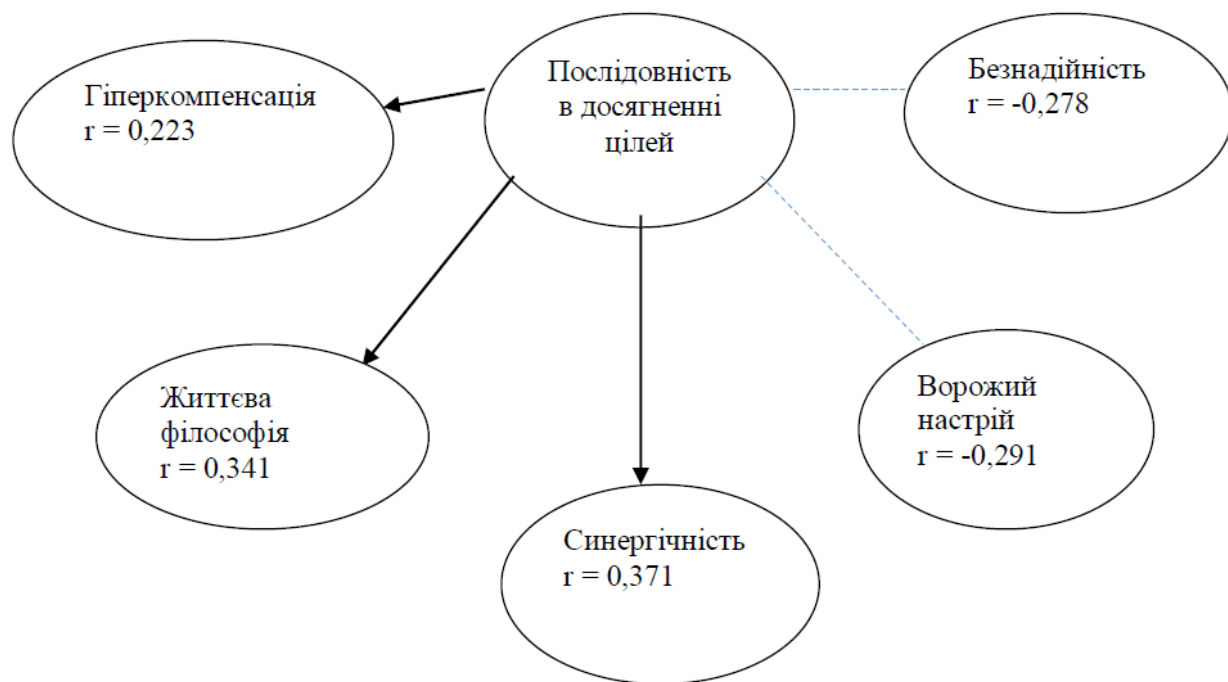 Гіперкомпенсація
r = 0,223
Послідовність
в досягненні
цілей
Безнадійність
r = -0,278
Життєва
філософія
r = 0,341
Синергічність
r = 0,371
Ворожий
настрій
r = -0,291